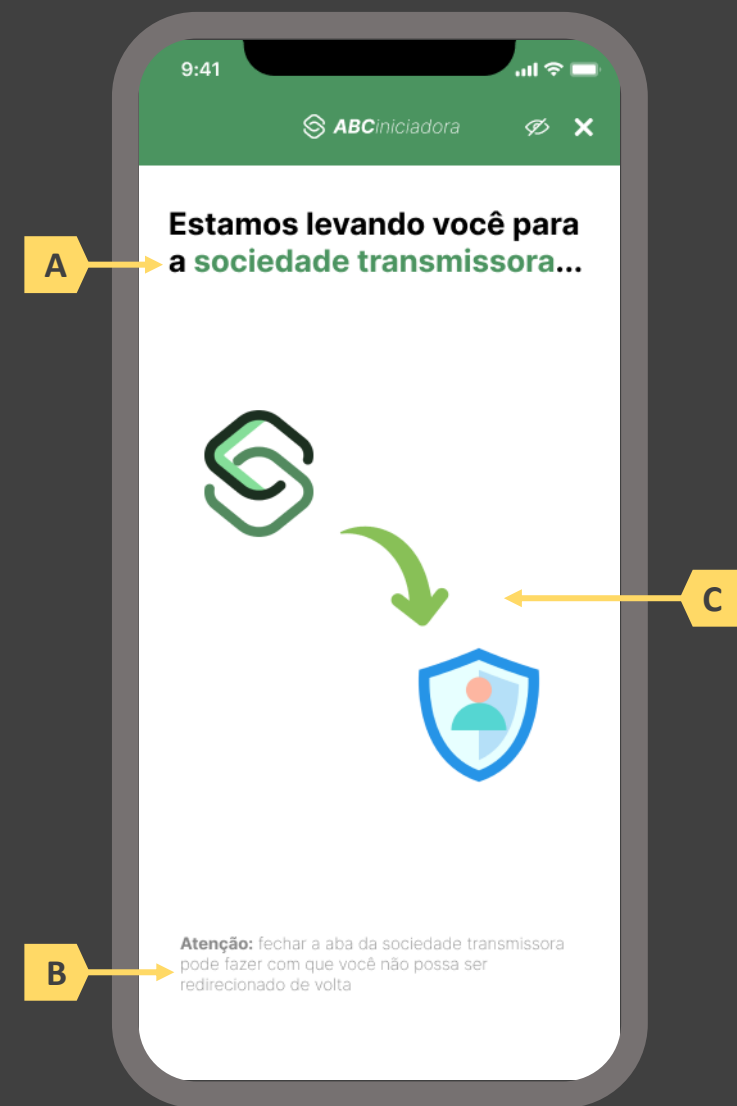 9:41
ABCiniciadora
Estamos levando você para
a sociedade transmissora...
A
C
Atenção: fechar a aba da sociedade transmissora
pode fazer com que você não possa ser
redirecionado de volta
B